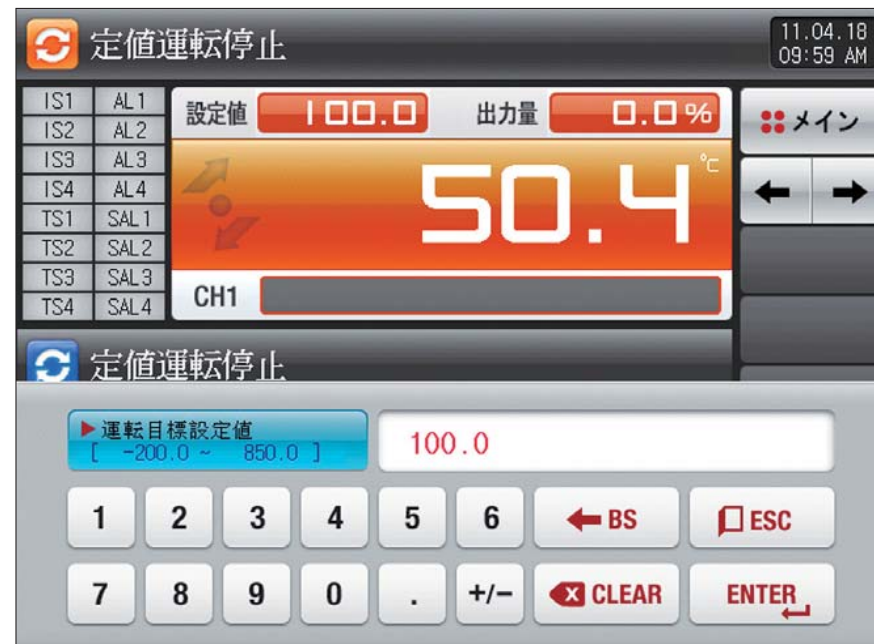 定値運転停止
11.04.18
09:59 AM
IS1 AL1
IS2 AL2
IS3 AL3
IS4 AL4
TS1 SAL1
TS2 SAL2
TS3 SAL3
TS4 SAL4
設定値 100.0 出力量 0.0%
50.4 ℃
CH1
メイン
定値運転停止
運転目標設定値
[ -200.0 ~ 850.0 ]
100.0
1 2 3 4 5 6 BS ESC
7 8 9 0 . +/- CLEAR ENTER